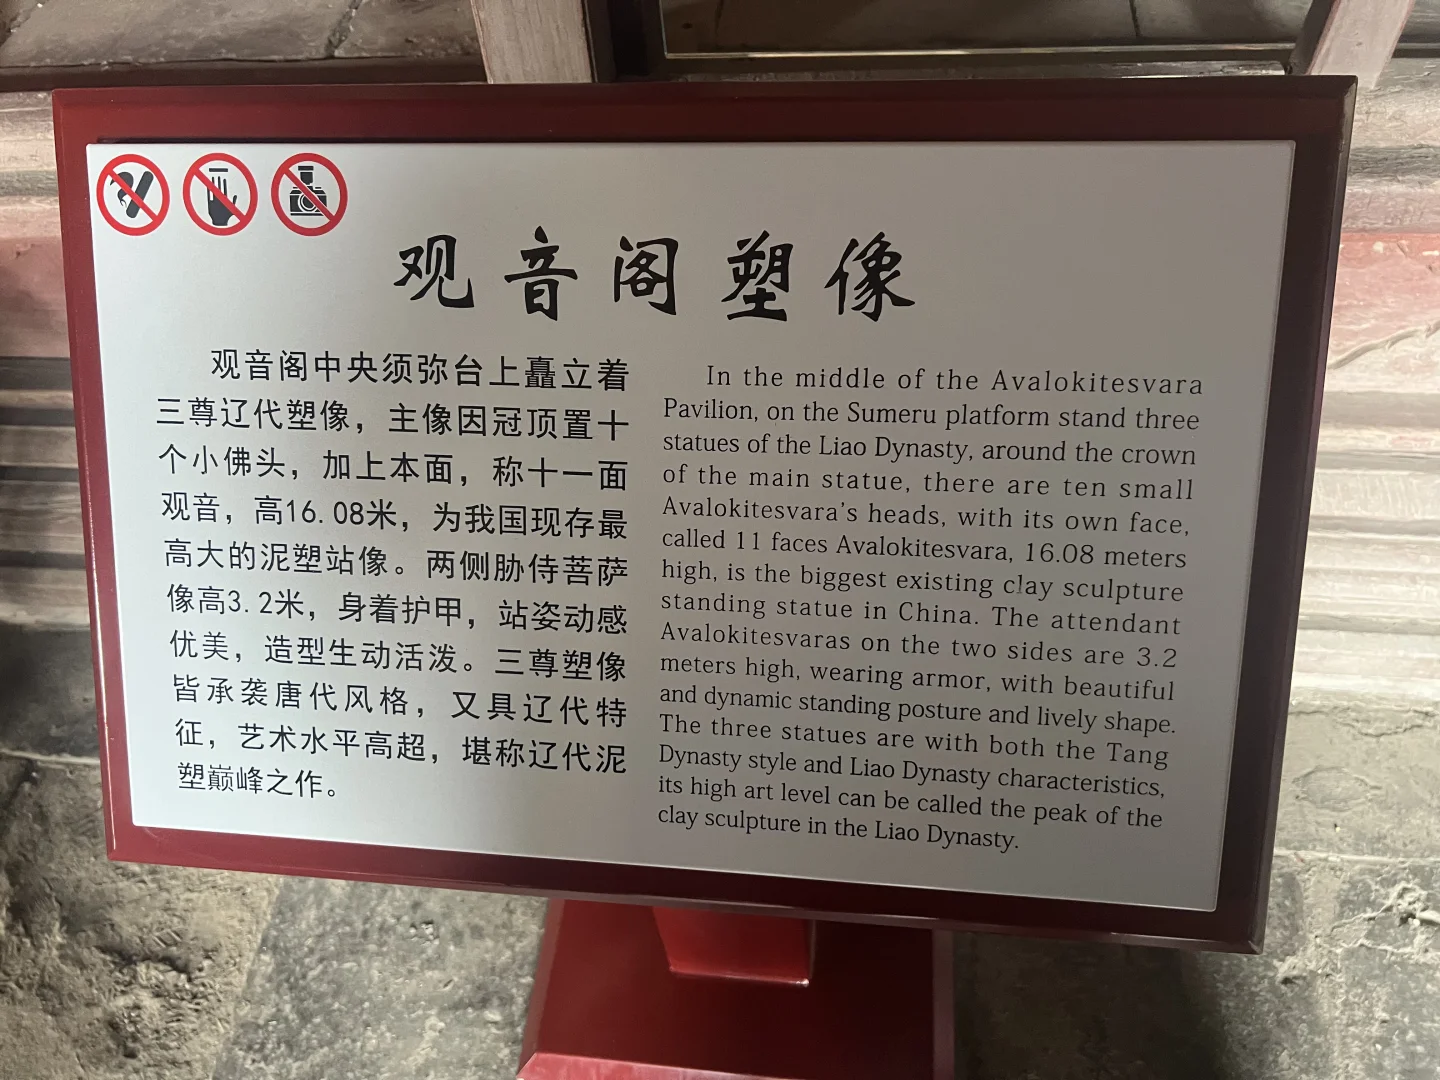 观音阁塑像
观音阁中央须弥台上矗立着
三尊辽代塑像，主像因冠顶置十
个小佛头，加上本面，称十一面
观音，高16.08米，为我国现存最
高大的泥塑站像。两侧胁侍菩萨
像高3.2米，身着护甲，站姿动感
优美，造型生动活泼。三尊塑像
皆承袭唐代风格，又具辽代特
征，艺术水平高超，堪称辽代泥
塑巅峰之作。
In the middle of the Avalokitesvara
Pavilion, on the Sumeru platform stand three
statues of the Liao Dynasty, around the crown
of the main statue, there are ten small
Avalokitesvara's heads, with its own face,
called 11 faces Avalokitesvara, 16.08 meters
high, is the biggest existing clay sculpture
standing statue in China. The attendant
Avalokitesvaras on the two sides are 3.2
meters high, wearing armor, with beautiful
and dynamic standing posture and lively shape.
The three statues are with both the Tang
Dynasty style and Liao Dynasty characteristics,
its high art level can be called the peak of the
clay sculpture in the Liao Dynasty.